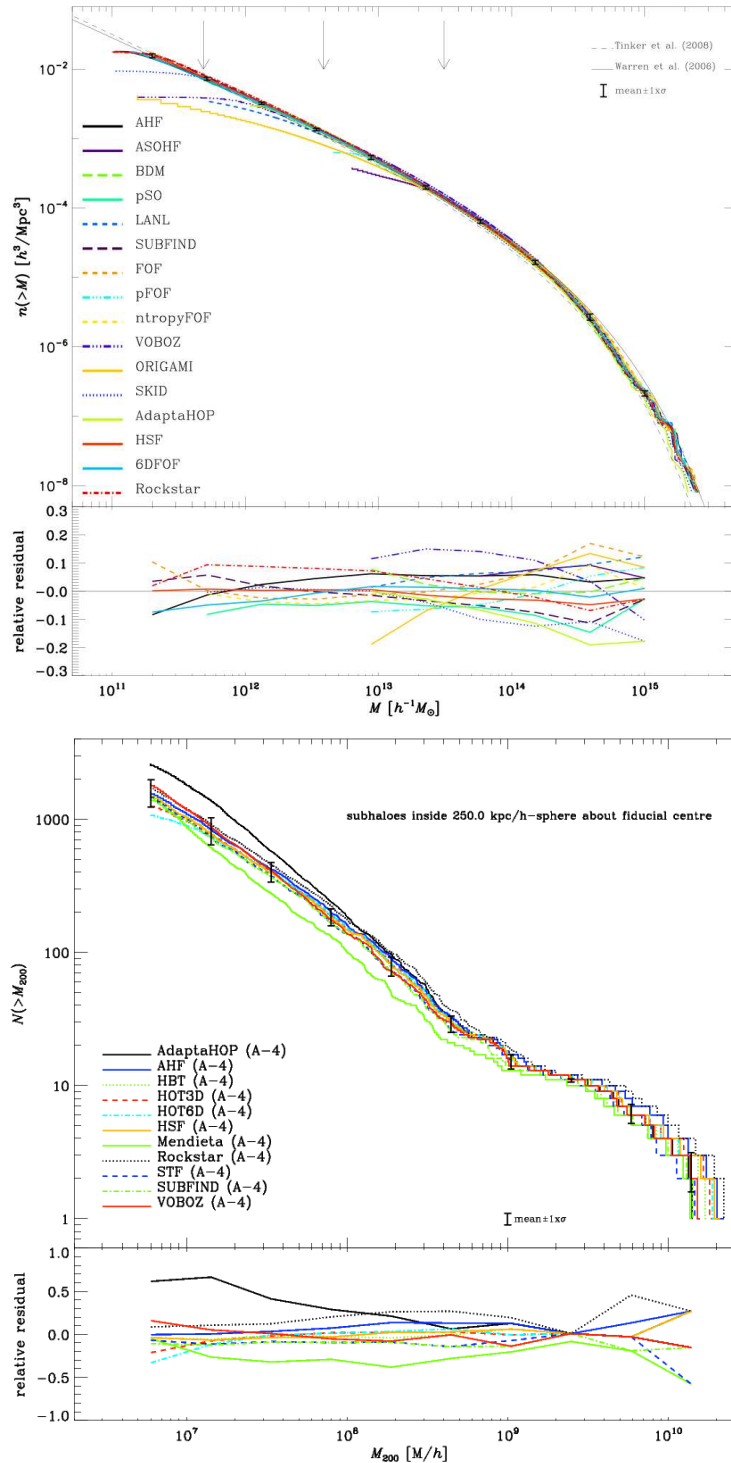 10⁻²
10⁻⁴
10⁻⁶
10⁻⁸
n(>M) [h³/Mpc³]
Tinker et al. (2008)
Warren et al. (2006)
mean±1xσ
AHF
ASOHF
BDM
pSO
LANL
SUBFIND
FOF
pFOF
ntropyFOF
VOBOZ
ORIGAMI
SKID
AdaptaHOP
HSF
6DFOF
Rockstar
relative residual
0.3
0.2
0.1
-0.0
-0.1
-0.2
-0.3
10¹¹ 10¹² 10¹³ 10¹⁴ 10¹⁵
M [h⁻¹M☉]
1000
100
10
1
N(>M₂₀₀)
subhaloes inside 250.0 kpc/h-sphere about fiducial centre
AdaptaHOP (A-4)
AHF (A-4)
HBT (A-4)
HOT3D (A-4)
HOT6D (A-4)
HSF (A-4)
Mendieta (A-4)
Rockstar (A-4)
STF (A-4)
SUBFIND (A-4)
VOBOZ (A-4)
mean±1xσ
relative residual
1.0
0.5
0.0
-0.5
-1.0
10⁷ 10⁸ 10⁹ 10¹⁰
M₂₀₀ [M/h]